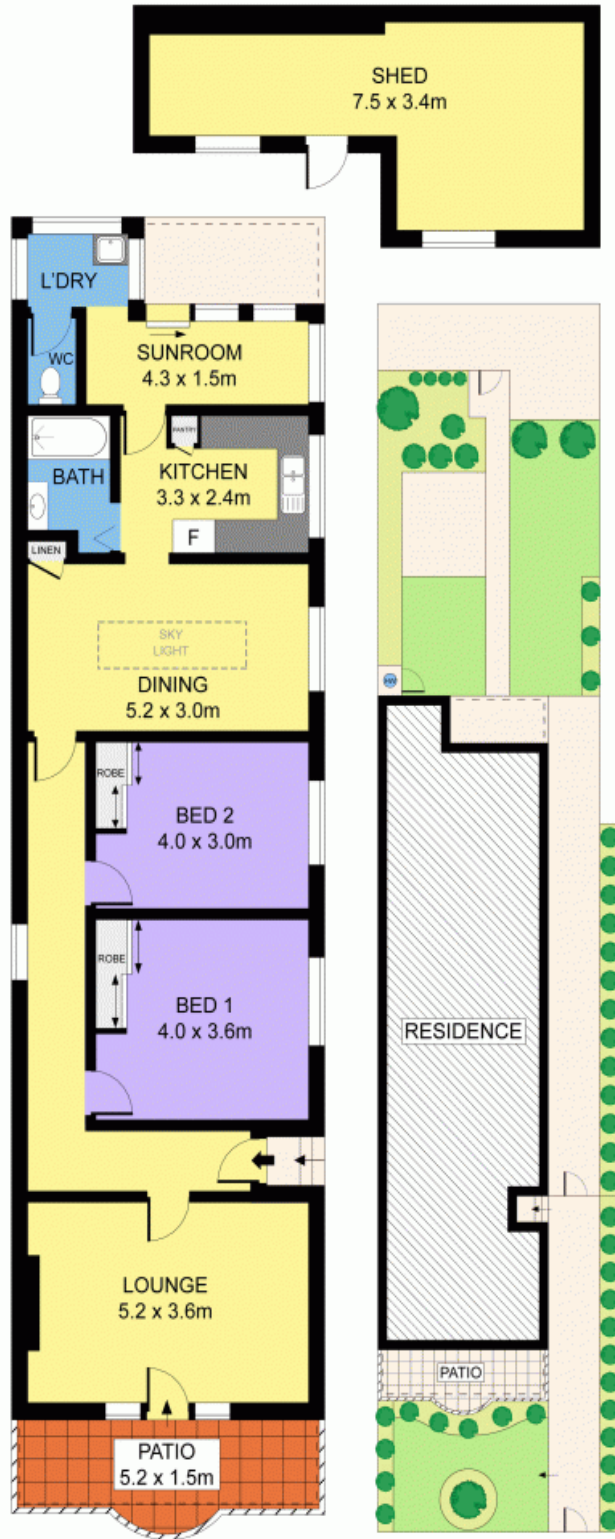 SHED
7.5 x 3.4m
L'DRY
WC
SUNROOM
4.3 x 1.5m
BATH
PANTRY
KITCHEN
3.3 x 2.4m
F
LINEN
SKY
LIGHT
DINING
5.2 x 3.0m
ROBE
BED 2
4.0 x 3.0m
ROBE
BED 1
4.0 x 3.6m
LOUNGE
5.2 x 3.6m
PATIO
5.2 x 1.5m
HW
RESIDENCE
PATIO